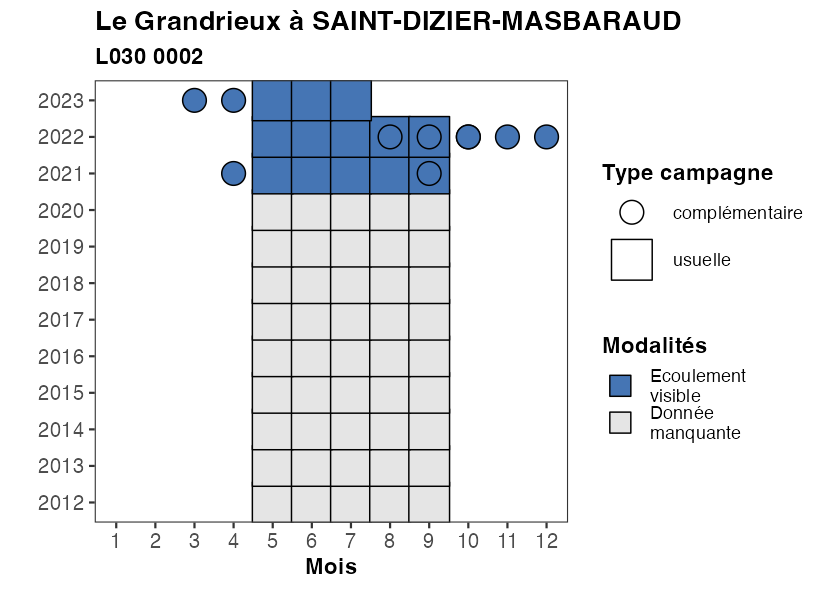 Le Grandrieux à SAINT-DIZIER-MASBARAUD
L030 0002
2023
2022
2021
2020
2019
2018
2017
2016
2015
2014
2013
2012
1 2 3 4 5 6 7 8 9 10 11 12
Mois
Type campagne
complémentaire
usuelle
Modalités
Ecoulement
visible
Donnée
manquante